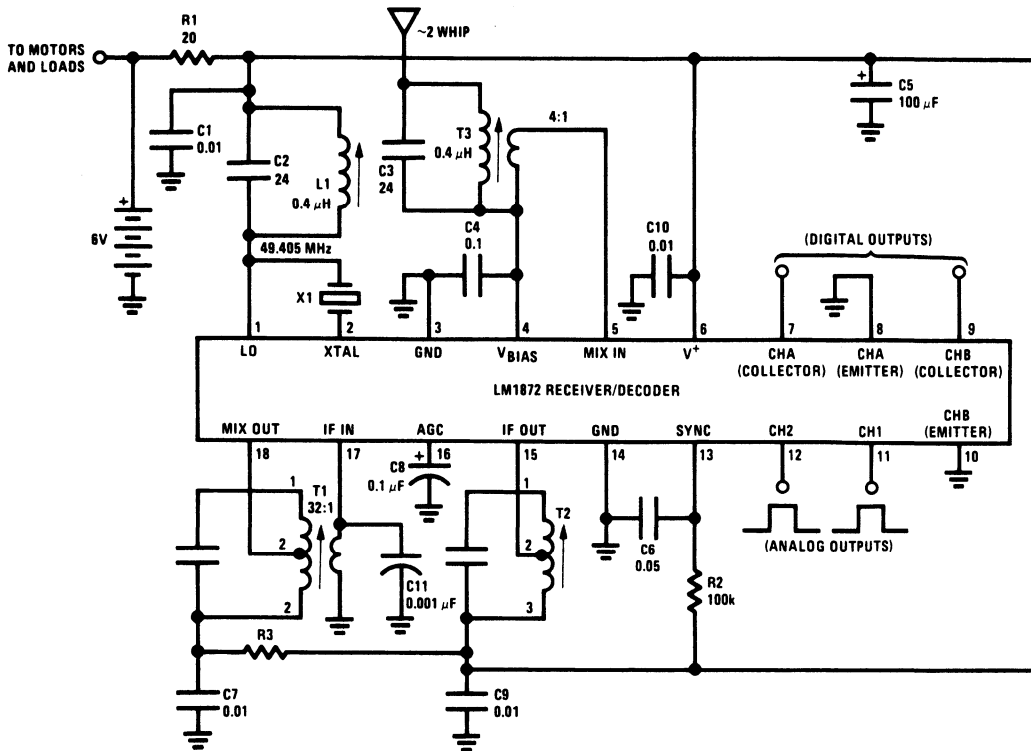 TO MOTORS
AND LOADS
R1
20
~2 WHIP
+
C5
100 µF
C1
0.01
C2
24
L1
0.4 µH
C3
24
T3
0.4 µH
4:1
+
6V
49.405 MHz
X1
C4
0.1
C10
0.01
(DIGITAL OUTPUTS)
1
2
3
4
5
6
7
8
9
LO
XTAL
GND
VBIAS
MIX IN
V+
CHA
(COLLECTOR)
CHA
(EMITTER)
CHB
(COLLECTOR)
LM1872 RECEIVER/DECODER
MIX OUT
IF IN
AGC
IF OUT
GND
SYNC
CH2
CH1
CHB
(EMITTER)
18
17
16
15
14
13
12
11
10
+
C8
0.1 µF
1
T1
32:1
2
2
C11
0.001 µF
1
T2
2
3
C6
0.05
R2
100k
(ANALOG OUTPUTS)
R3
C7
0.01
C9
0.01